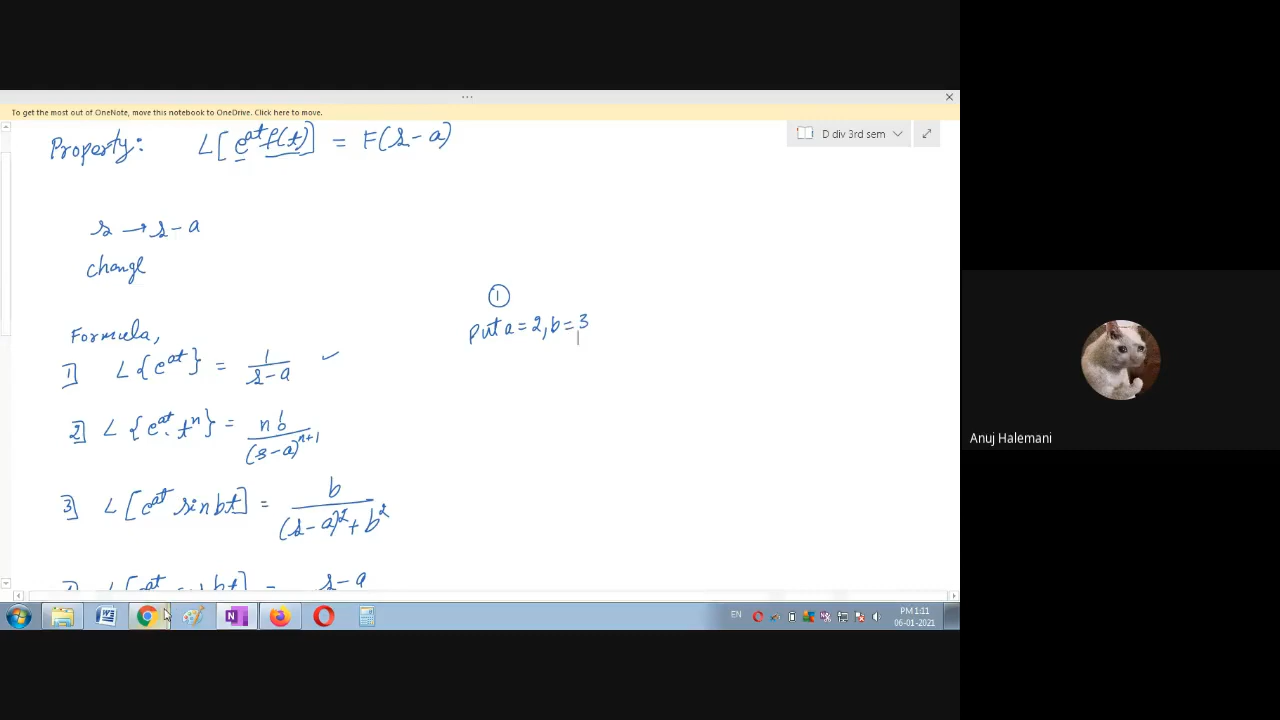 To get the most out of OneNote, move this notebook to OneDrive. Click here to move.
D div 3rd sem
Property: L[e^{at} f(t)] = F(s-a)
s → s-a
change
①
Put a = 2, b = 3
Formula,
1] L{e^{at}} = 1/(s-a) ✓
2] L{e^{at}. t^n} = n b/(s-a)^{n+1}
3] L[e^{at} sin bt] = b/((s-a)^2 + b^2)
s-a
Anuj Halemani
EN
PM 1:11
06-01-2021